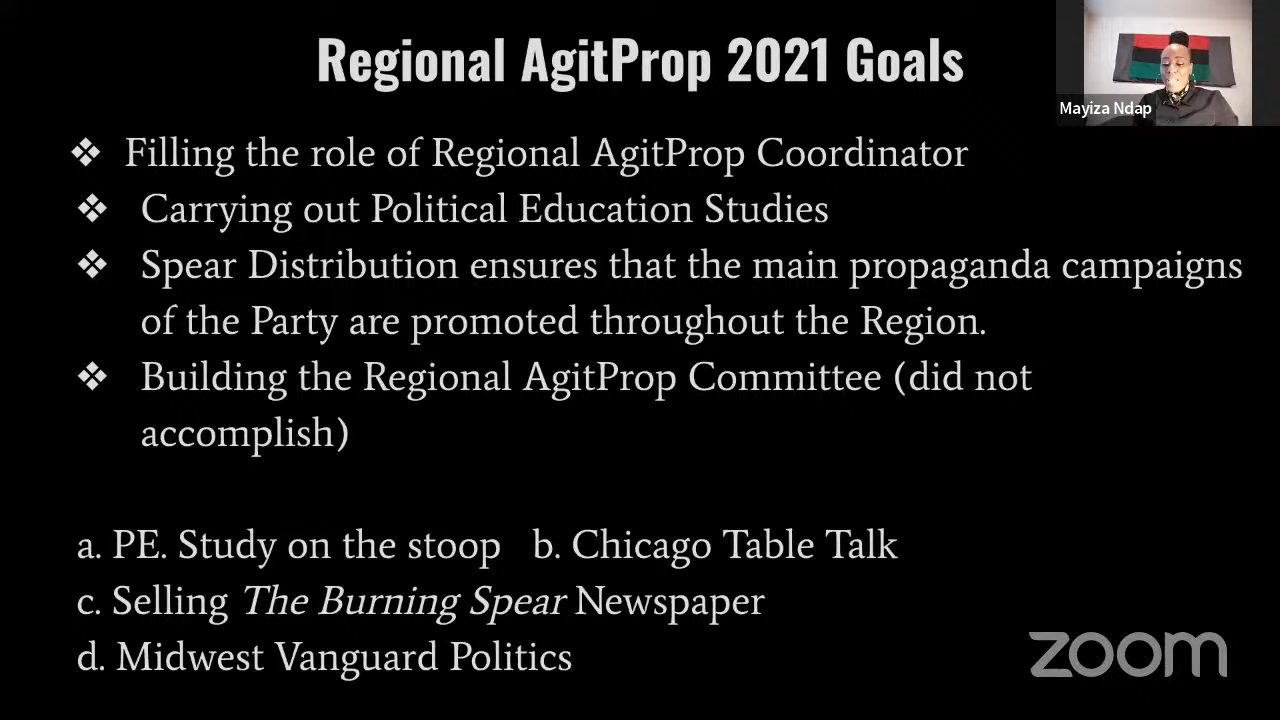 Regional AgitProp 2021 Goals
Mayiza Ndap
❖ Filling the role of Regional AgitProp Coordinator
❖ Carrying out Political Education Studies
❖ Spear Distribution ensures that the main propaganda campaigns
of the Party are promoted throughout the Region.
❖ Building the Regional AgitProp Committee (did not
accomplish)
a. PE. Study on the stoop b. Chicago Table Talk
c. Selling The Burning Spear Newspaper
d. Midwest Vanguard Politics
zoom